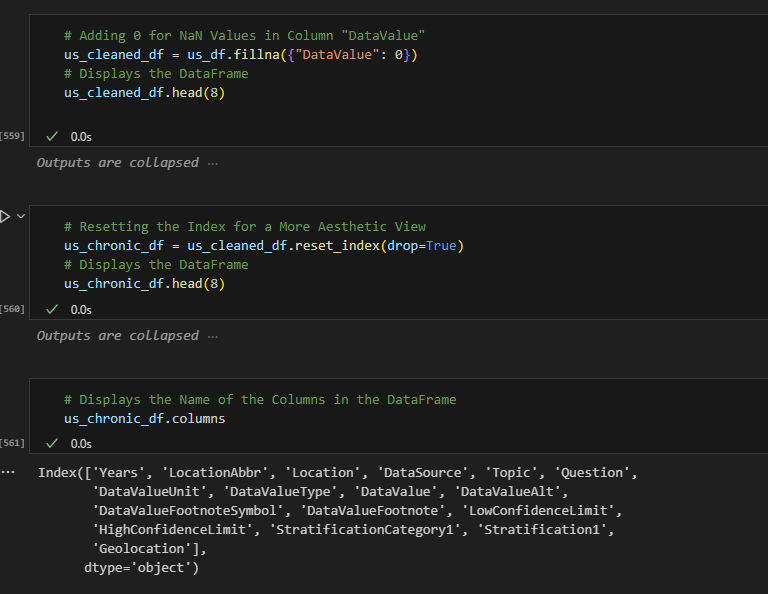 # Adding 0 for NaN Values in Column "DataValue"
us_cleaned_df = us_df.fillna({"DataValue": 0})
# Displays the DataFrame
us_cleaned_df.head(8)
[559]
0.0s
Outputs are collapsed ...
# Resetting the Index for a More Aesthetic View
us_chronic_df = us_cleaned_df.reset_index(drop=True)
# Displays the DataFrame
us_chronic_df.head(8)
[560]
0.0s
Outputs are collapsed ...
# Displays the Name of the Columns in the DataFrame
us_chronic_df.columns
[561]
0.0s
... Index(['Years', 'LocationAbbr', 'Location', 'DataSource', 'Topic', 'Question',
'DataValueUnit', 'DataValueType', 'DataValue', 'DataValueAlt',
'DataValueFootnoteSymbol', 'DataValueFootnote', 'LowConfidenceLimit',
'HighConfidenceLimit', 'StratificationCategory1', 'Stratification1',
'Geolocation'],
dtype='object')